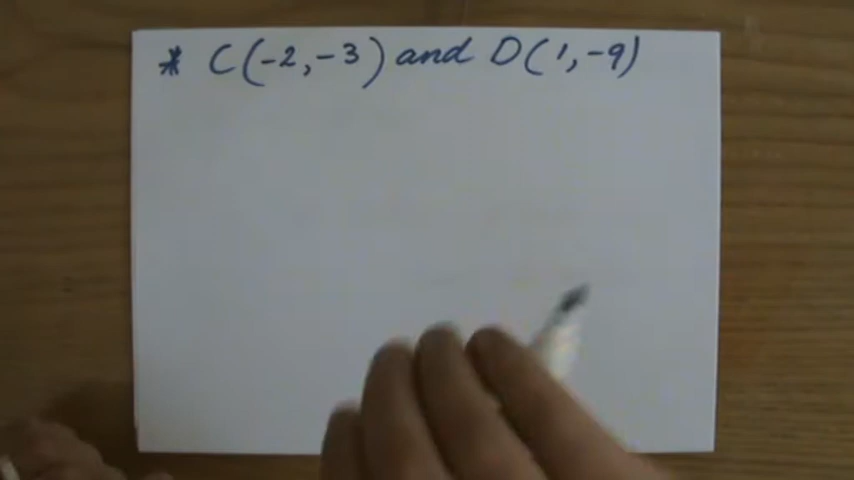 * C(-2,-3) and D(1,-9)